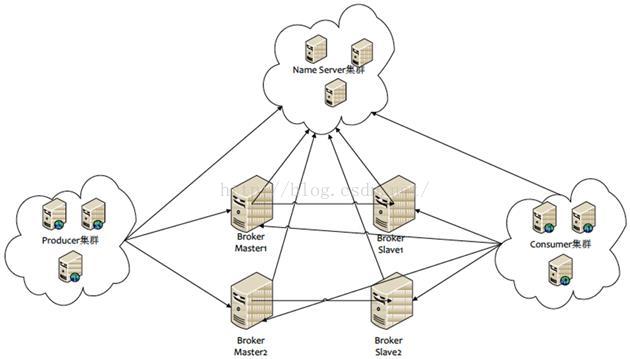 Name Server集群
http://blog.csdn.net/
Broker
Master1
Broker
Slave1
Producer集群
Consumer集群
Broker
Master2
Broker
Slave2